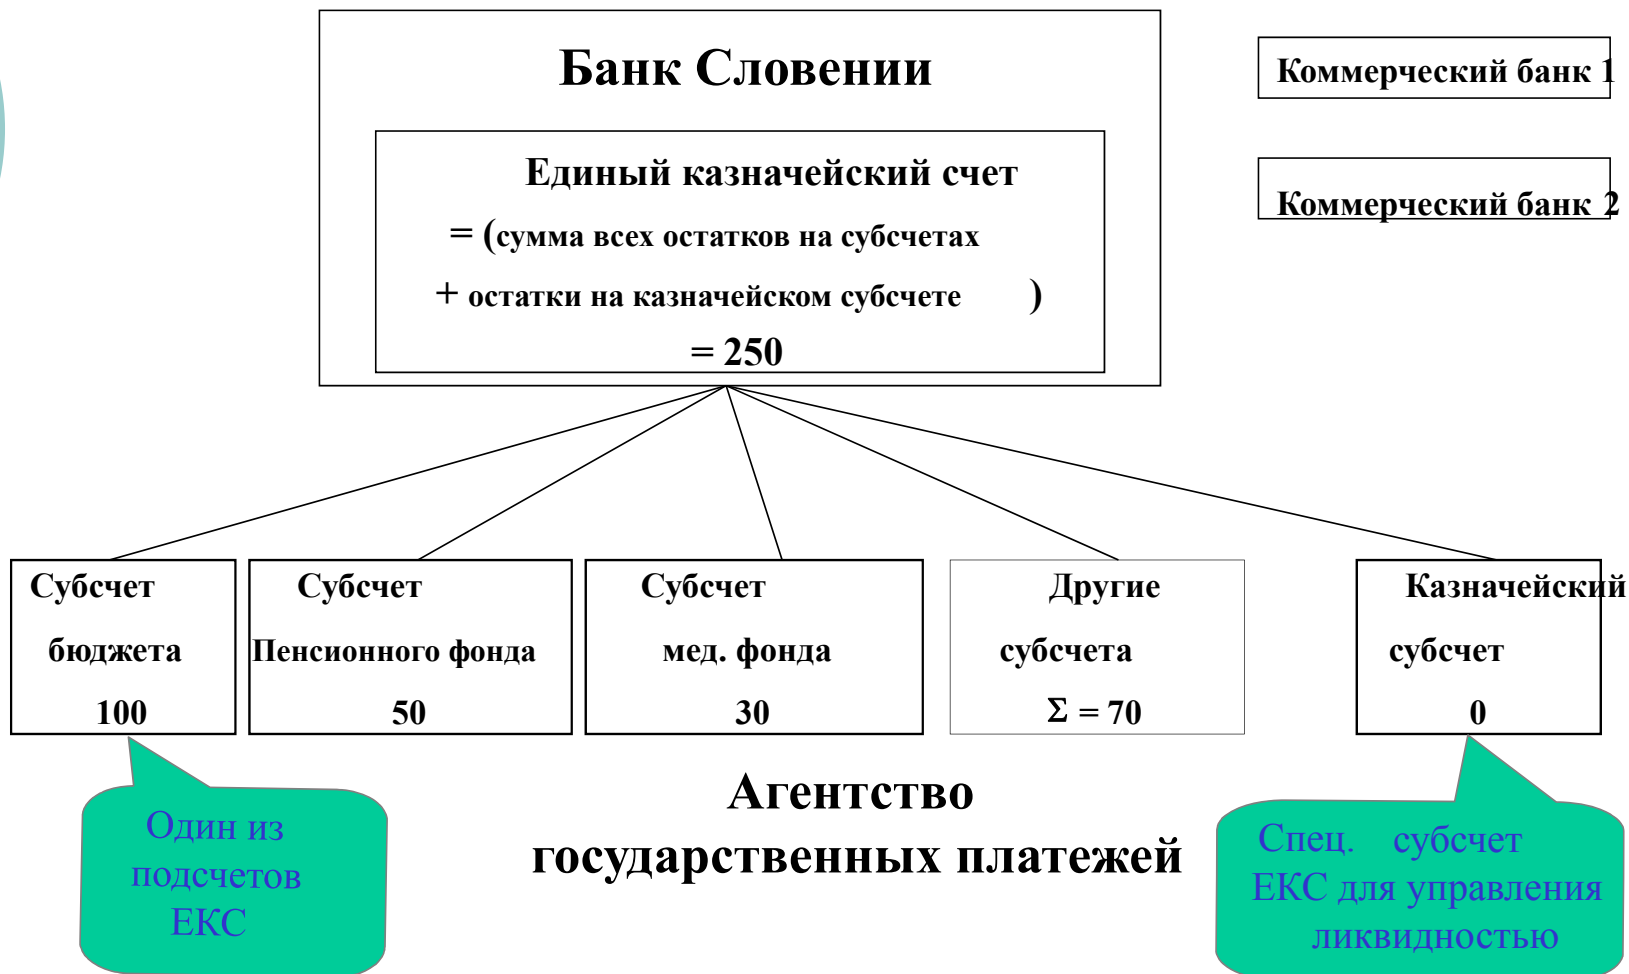 Банк Словении
Единый казначейский счет
= (сумма всех остатков на субсчетах
+ остатки на казначейском субсчете )
= 250
Коммерческий банк 1
Коммерческий банк 2
Субсчет
бюджета
100
Субсчет
Пенсионного фонда
50
Субсчет
мед. фонда
30
Другие
субсчета
Σ = 70
Казначейский
субсчет
0
Агентство
государственных платежей
Один из
подсчетов
ЕКС
Спец. субсчет
ЕКС для управления
ликвидностью